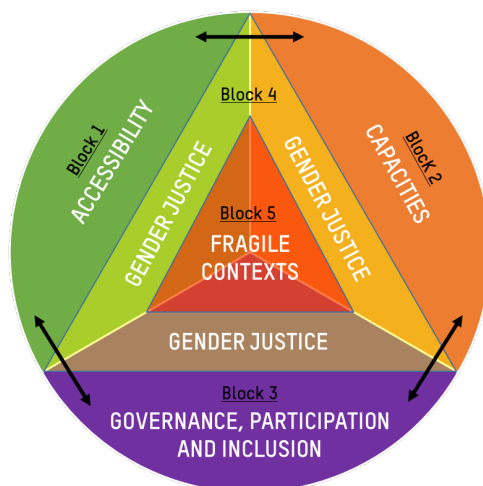 Block 4
Block 1
ACCESSIBILITY
GENDER JUSTICE
GENDER JUSTICE
BlocK 2
CAPACITIES
Block 5
FRAGILE
CONTEXTS
GENDER JUSTICE
Block 3
GOVERNANCE, PARTICIPATION
AND INCLUSION